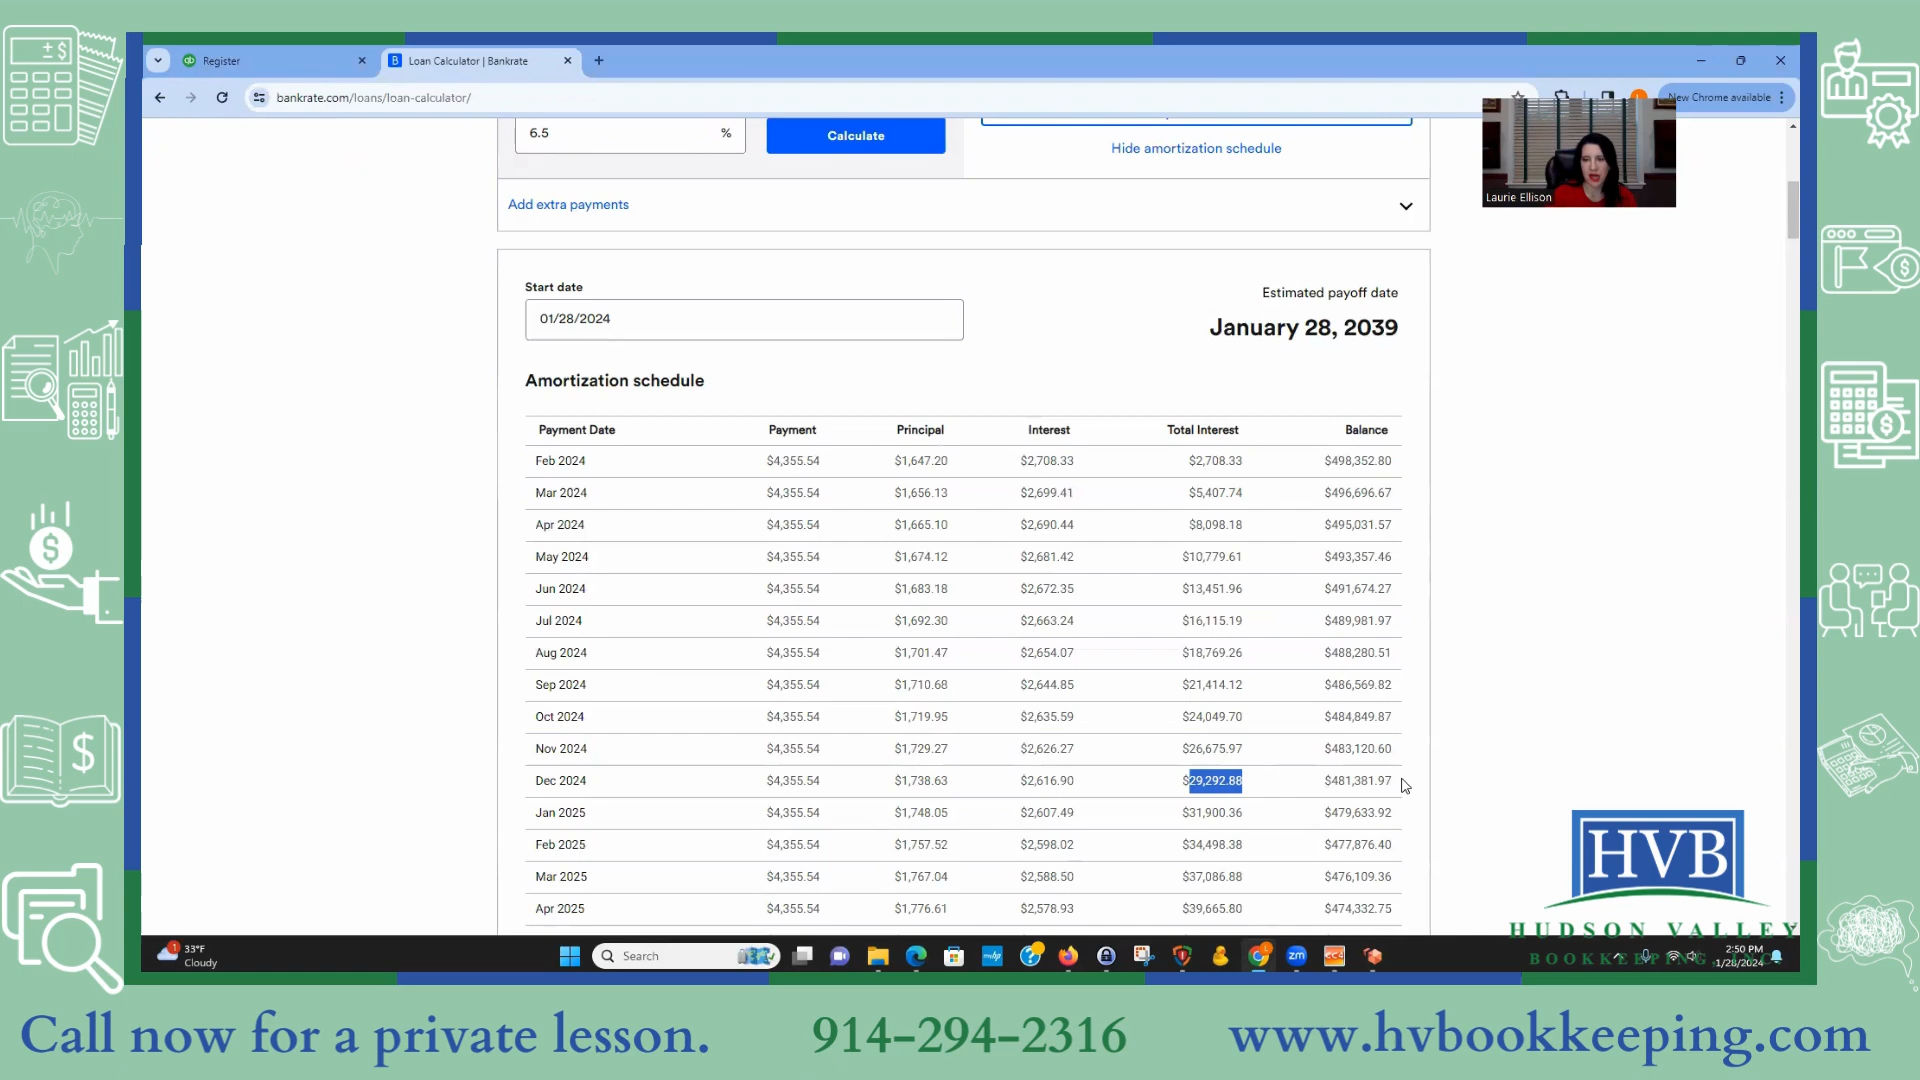 Register
Loan Calculator | Bankrate
bankrate.com/loans/loan-calculator/
New Chrome available
6.5 %
Calculate
Hide amortization schedule
Add extra payments
Laurie Ellison
Start date
01/28/2024
Estimated payoff date
January 28, 2039
Amortization schedule
Payment Date Payment Principal Interest Total Interest Balance
Feb 2024 $4,355.54 $1,647.20 $2,708.33 $2,708.33 $498,352.80
Mar 2024 $4,355.54 $1,656.13 $2,699.41 $5,407.74 $496,696.67
Apr 2024 $4,355.54 $1,665.10 $2,690.44 $8,098.18 $495,031.57
May 2024 $4,355.54 $1,674.12 $2,681.42 $10,779.61 $493,357.46
Jun 2024 $4,355.54 $1,683.18 $2,672.35 $13,451.96 $491,674.27
Jul 2024 $4,355.54 $1,692.30 $2,663.24 $16,115.19 $489,981.97
Aug 2024 $4,355.54 $1,701.47 $2,654.07 $18,769.26 $488,280.51
Sep 2024 $4,355.54 $1,710.68 $2,644.85 $21,414.12 $486,569.82
Oct 2024 $4,355.54 $1,719.95 $2,635.59 $24,049.70 $484,849.87
Nov 2024 $4,355.54 $1,729.27 $2,626.27 $26,675.97 $483,120.60
Dec 2024 $4,355.54 $1,738.63 $2,616.90 $29,292.88 $481,381.97
Jan 2025 $4,355.54 $1,748.05 $2,607.49 $31,900.36 $479,633.92
Feb 2025 $4,355.54 $1,757.52 $2,598.02 $34,498.38 $477,876.40
Mar 2025 $4,355.54 $1,767.04 $2,588.50 $37,086.88 $476,109.36
Apr 2025 $4,355.54 $1,776.61 $2,578.93 $39,665.80 $474,332.75
HVB
HUDSON VALLEY
BOOKKEEPING, INC.
33°F
Cloudy
Search
2:50 PM
1/28/2024
Call now for a private lesson. 914-294-2316 www.hvbookkeeping.com